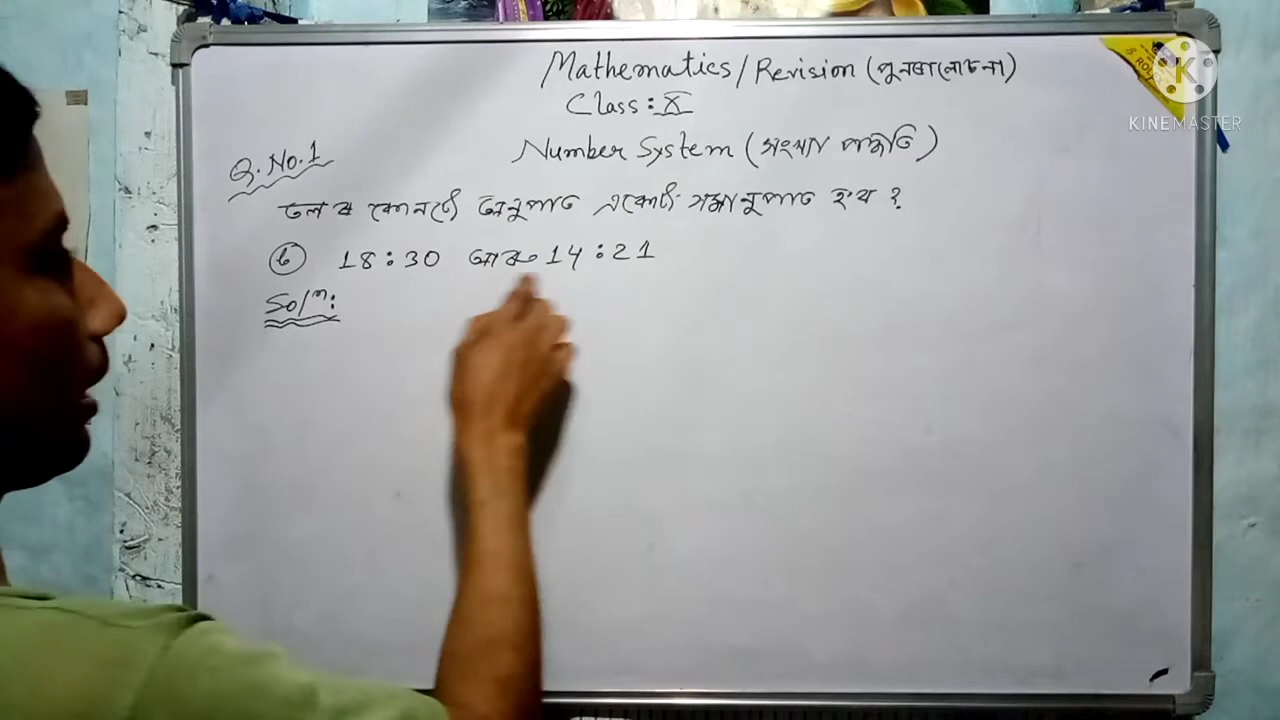 Mathematics/Revision (পুনৰালোচনা)
Class: X
Number System (সংখ্যা পদ্ধতি)
Q.No.1
তলৰ কোনটো অনুপাত একোটা সমানুপাত হ'ব ?
18:30 আৰু 14:21
Solⁿ:
KINEMASTER